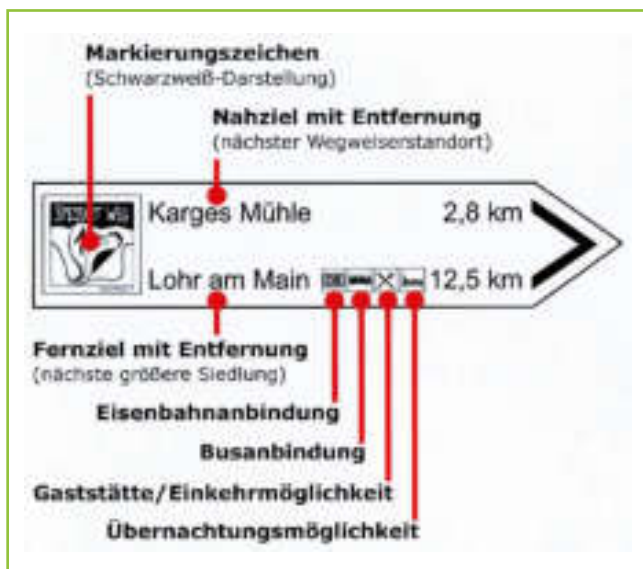 Markierungszeichen
(Schwarzweiß-Darstellung)
Nahziel mit Entfernung
(nächster Wegweiserstandort)
Karges Mühle 2,8 km
Lohr am Main 12,5 km
Fernziel mit Entfernung
(nächste größere Siedlung)
Eisenbahnanbindung
Busanbindung
Gaststätte/Einkehrmöglichkeit
Übernachtungsmöglichkeit